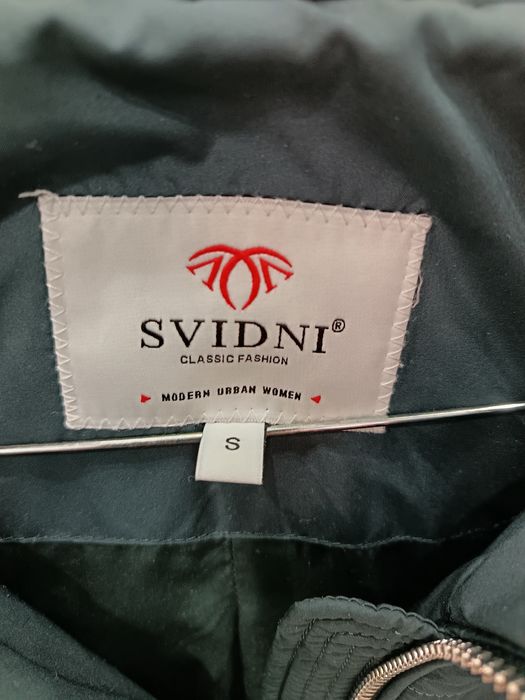 SVIDNI®
CLASSIC FASHION
MODERN URBAN WOMEN
S